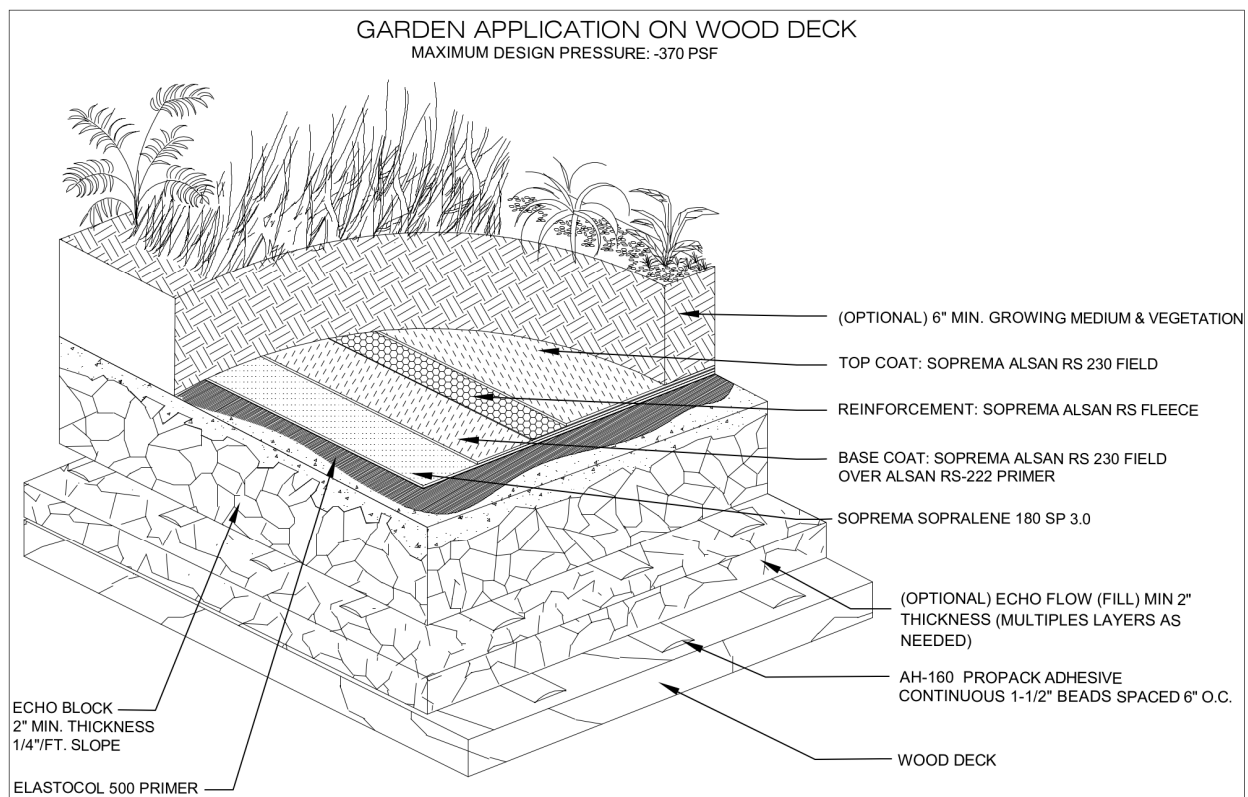 GARDEN APPLICATION ON WOOD DECK
MAXIMUM DESIGN PRESSURE: -370 PSF
(OPTIONAL) 6" MIN. GROWING MEDIUM & VEGETATION
TOP COAT: SOPREMA ALSAN RS 230 FIELD
REINFORCEMENT: SOPREMA ALSAN RS FLEECE
BASE COAT: SOPREMA ALSAN RS 230 FIELD
OVER ALSAN RS-222 PRIMER
SOPREMA SOPRALENE 180 SP 3.0
(OPTIONAL) ECHO FLOW (FILL) MIN 2"
THICKNESS (MULTIPLES LAYERS AS
NEEDED)
AH-160 PROPACK ADHESIVE
CONTINUOUS 1-1/2" BEADS SPACED 6" O.C.
WOOD DECK
ECHO BLOCK
2" MIN. THICKNESS
1/4"/FT. SLOPE
ELASTOCOL 500 PRIMER